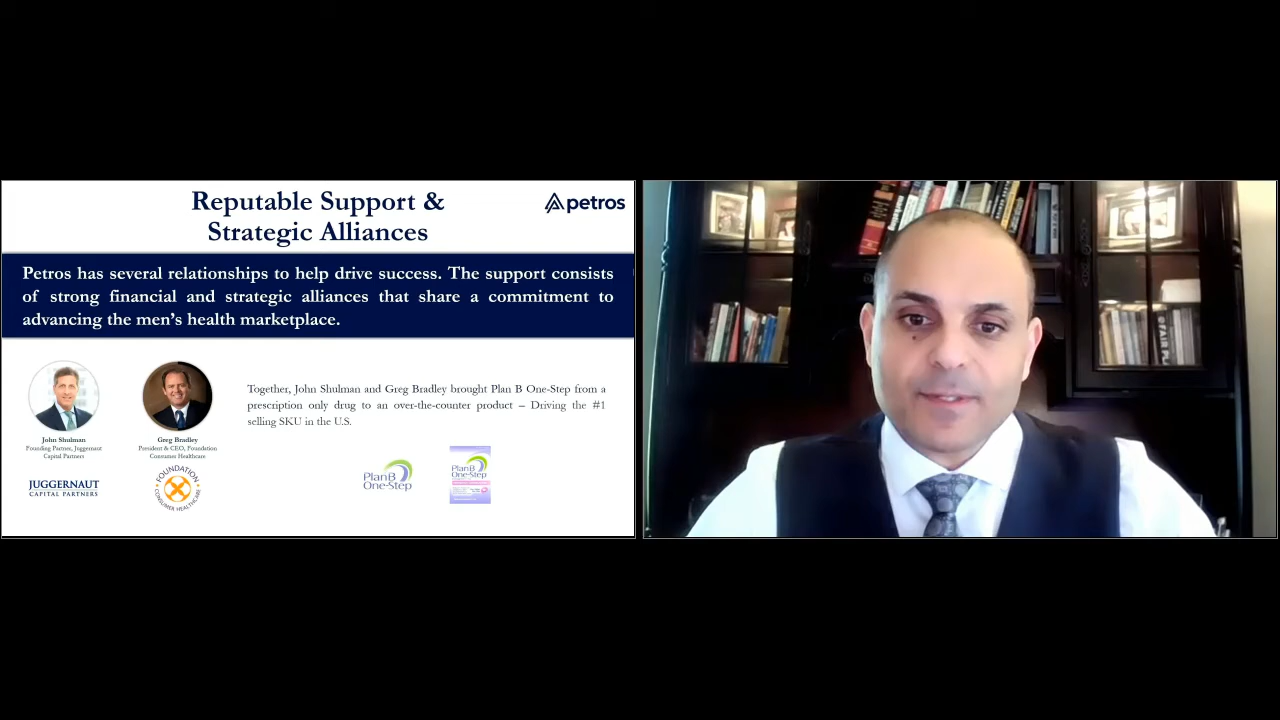 Reputable Support &
Strategic Alliances
petros
Petros has several relationships to help drive success. The support consists
of strong financial and strategic alliances that share a commitment to
advancing the men's health marketplace.
John Shulman
Founding Partner, Juggernaut
Capital Partners
JUGGERNAUT
CAPITAL PARTNERS
Greg Bradley
President & CEO, Foundation
Consumer Healthcare
FOUNDATION
CONSUMER HEALTHCARE
Together, John Shulman and Greg Bradley brought Plan B One-Step from a
prescription only drug to an over-the-counter product – Driving the #1
selling SKU in the U.S.
Plan B
One-Step
Plan B
One-Step